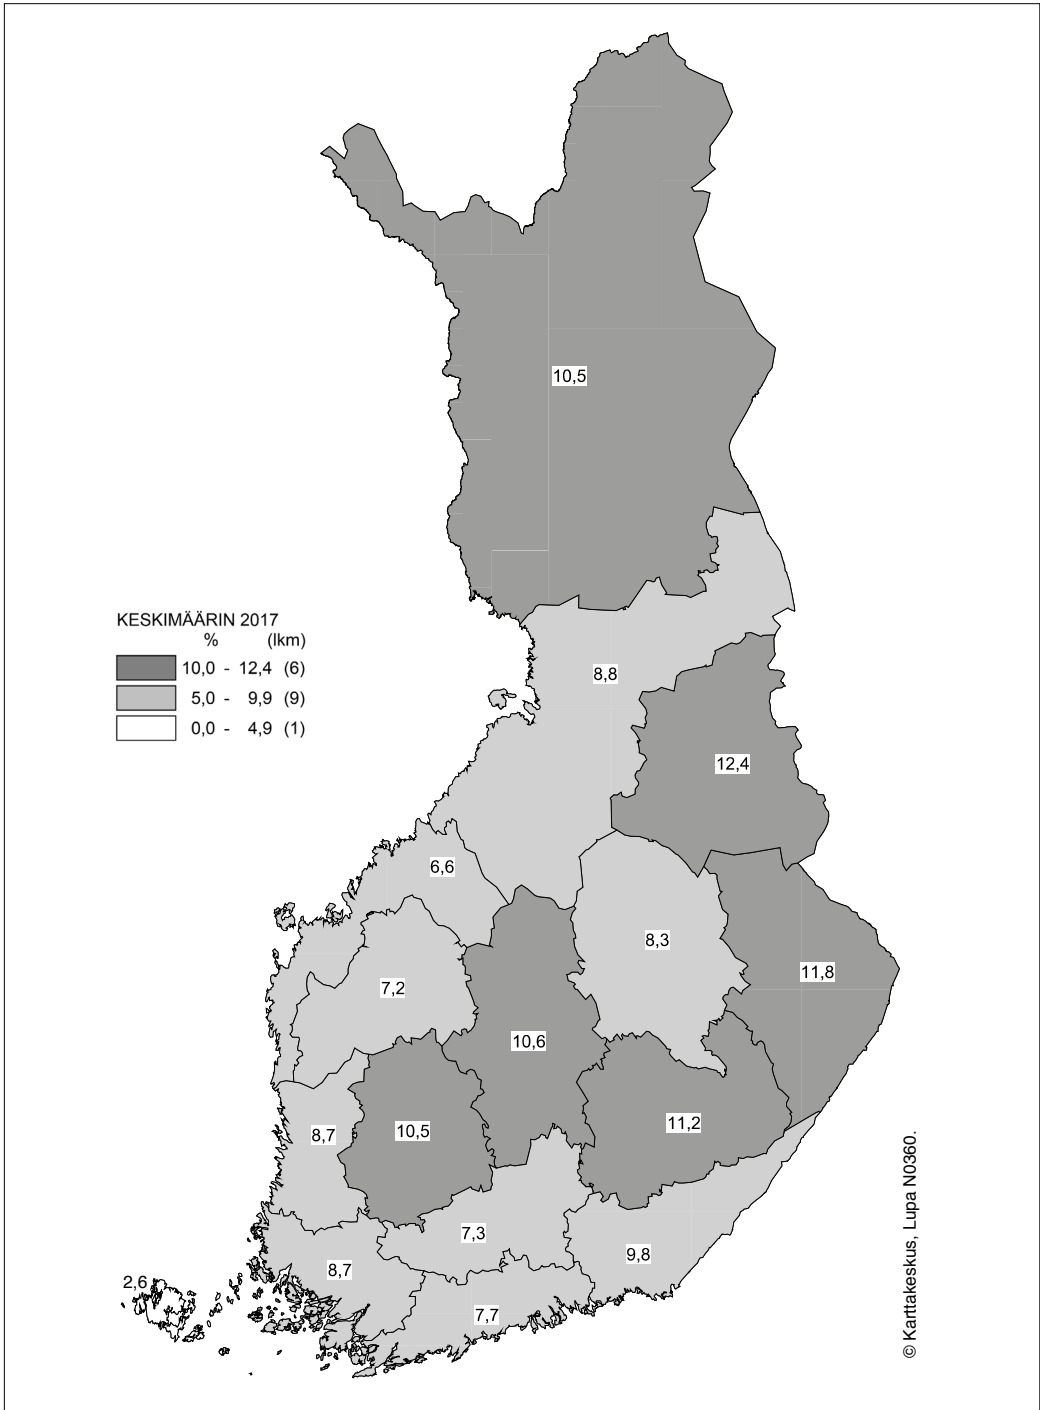 10,5
KESKIMÄÄRIN 2017
% (lkm)
10,0 - 12,4 (6)
5,0 - 9,9 (9)
0,0 - 4,9 (1)
8,8
12,4
6,6
8,3
11,8
7,2
10,6
11,2
8,7
10,5
7,3
9,8
8,7
2,6
7,7
© Karttakeskus, Lupa N0360.